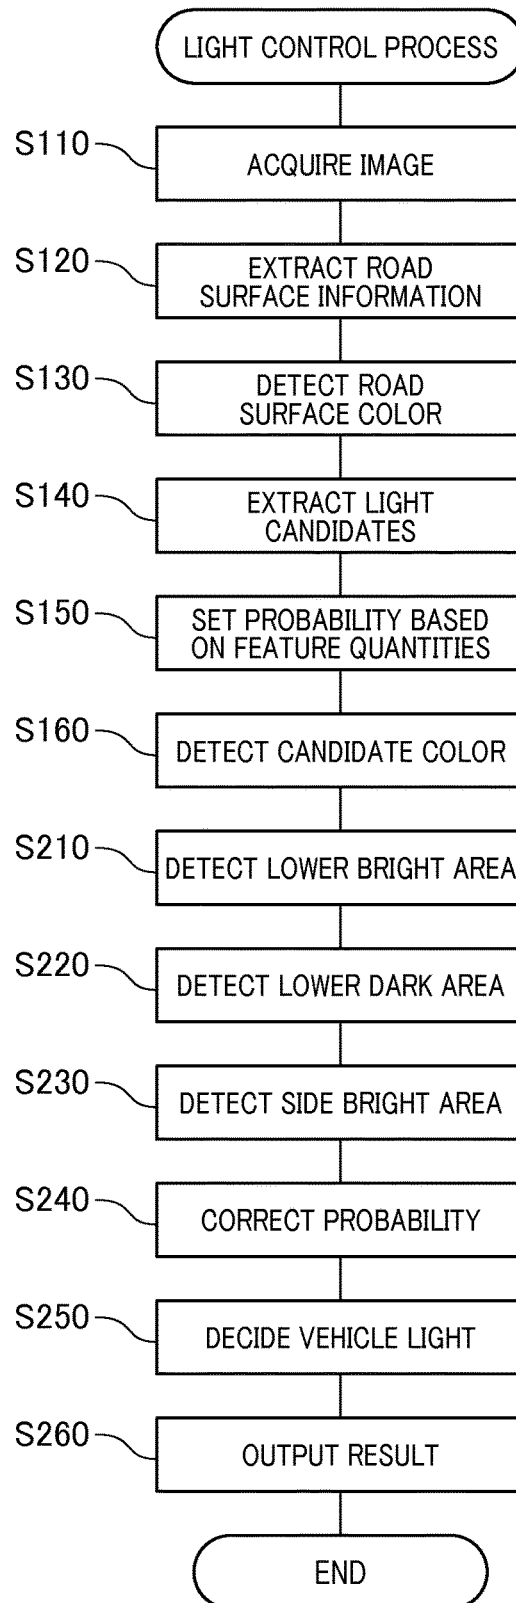 LIGHT CONTROL PROCESS
S110
ACQUIRE IMAGE
S120
EXTRACT ROAD
SURFACE INFORMATION
S130
DETECT ROAD
SURFACE COLOR
S140
EXTRACT LIGHT
CANDIDATES
S150
SET PROBABILITY BASED
ON FEATURE QUANTITIES
S160
DETECT CANDIDATE COLOR
S210
DETECT LOWER BRIGHT AREA
S220
DETECT LOWER DARK AREA
S230
DETECT SIDE BRIGHT AREA
S240
CORRECT PROBABILITY
S250
DECIDE VEHICLE LIGHT
S260
OUTPUT RESULT
END